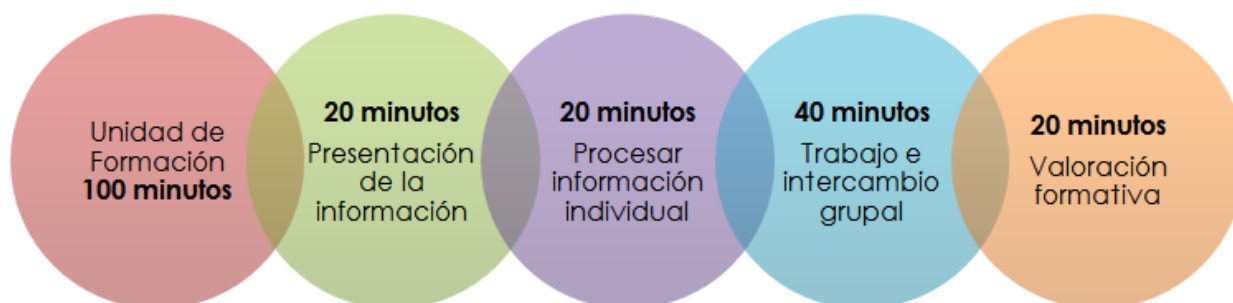 Unidad de
Formación
100 minutos
20 minutos
Presentación
de la
información
20 minutos
Procesar
información
individual
40 minutos
Trabajo e
intercambio
grupal
20 minutos
Valoración
formativa